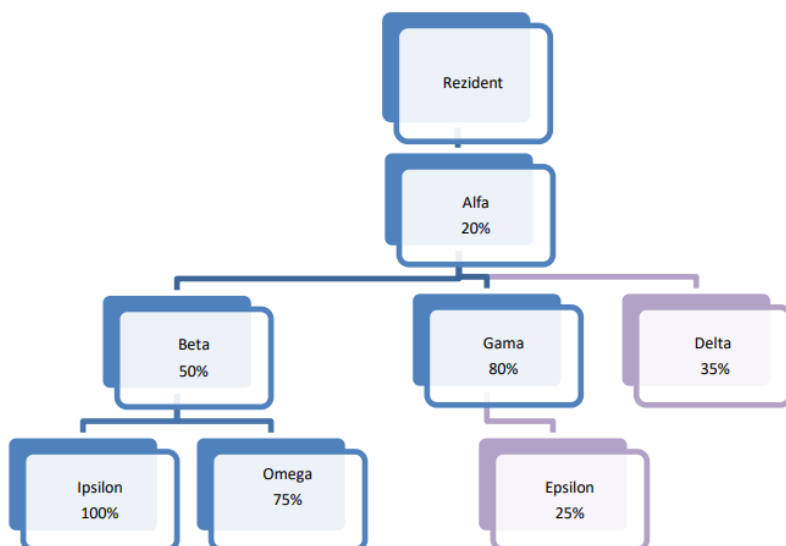 Rezident
Alfa
20%
Beta
50%
Gama
80%
Delta
35%
Ipsilon
100%
Omega
75%
Epsilon
25%